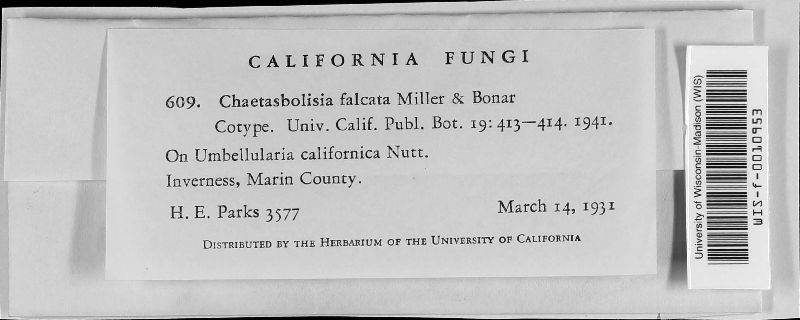 CALIFORNIA FUNGI
609. Chaetasbolisia falcata Miller & Bonar
Cotype. Univ. Calif. Publ. Bot. 19: 413—414. 1941.
On Umbellularia californica Nutt.
Inverness, Marin County.
H. E. Parks 3577 March 14, 1931
Distributed by the Herbarium of the University of California
University of Wisconsin-Madison (WIS)
WIS-f-0010953